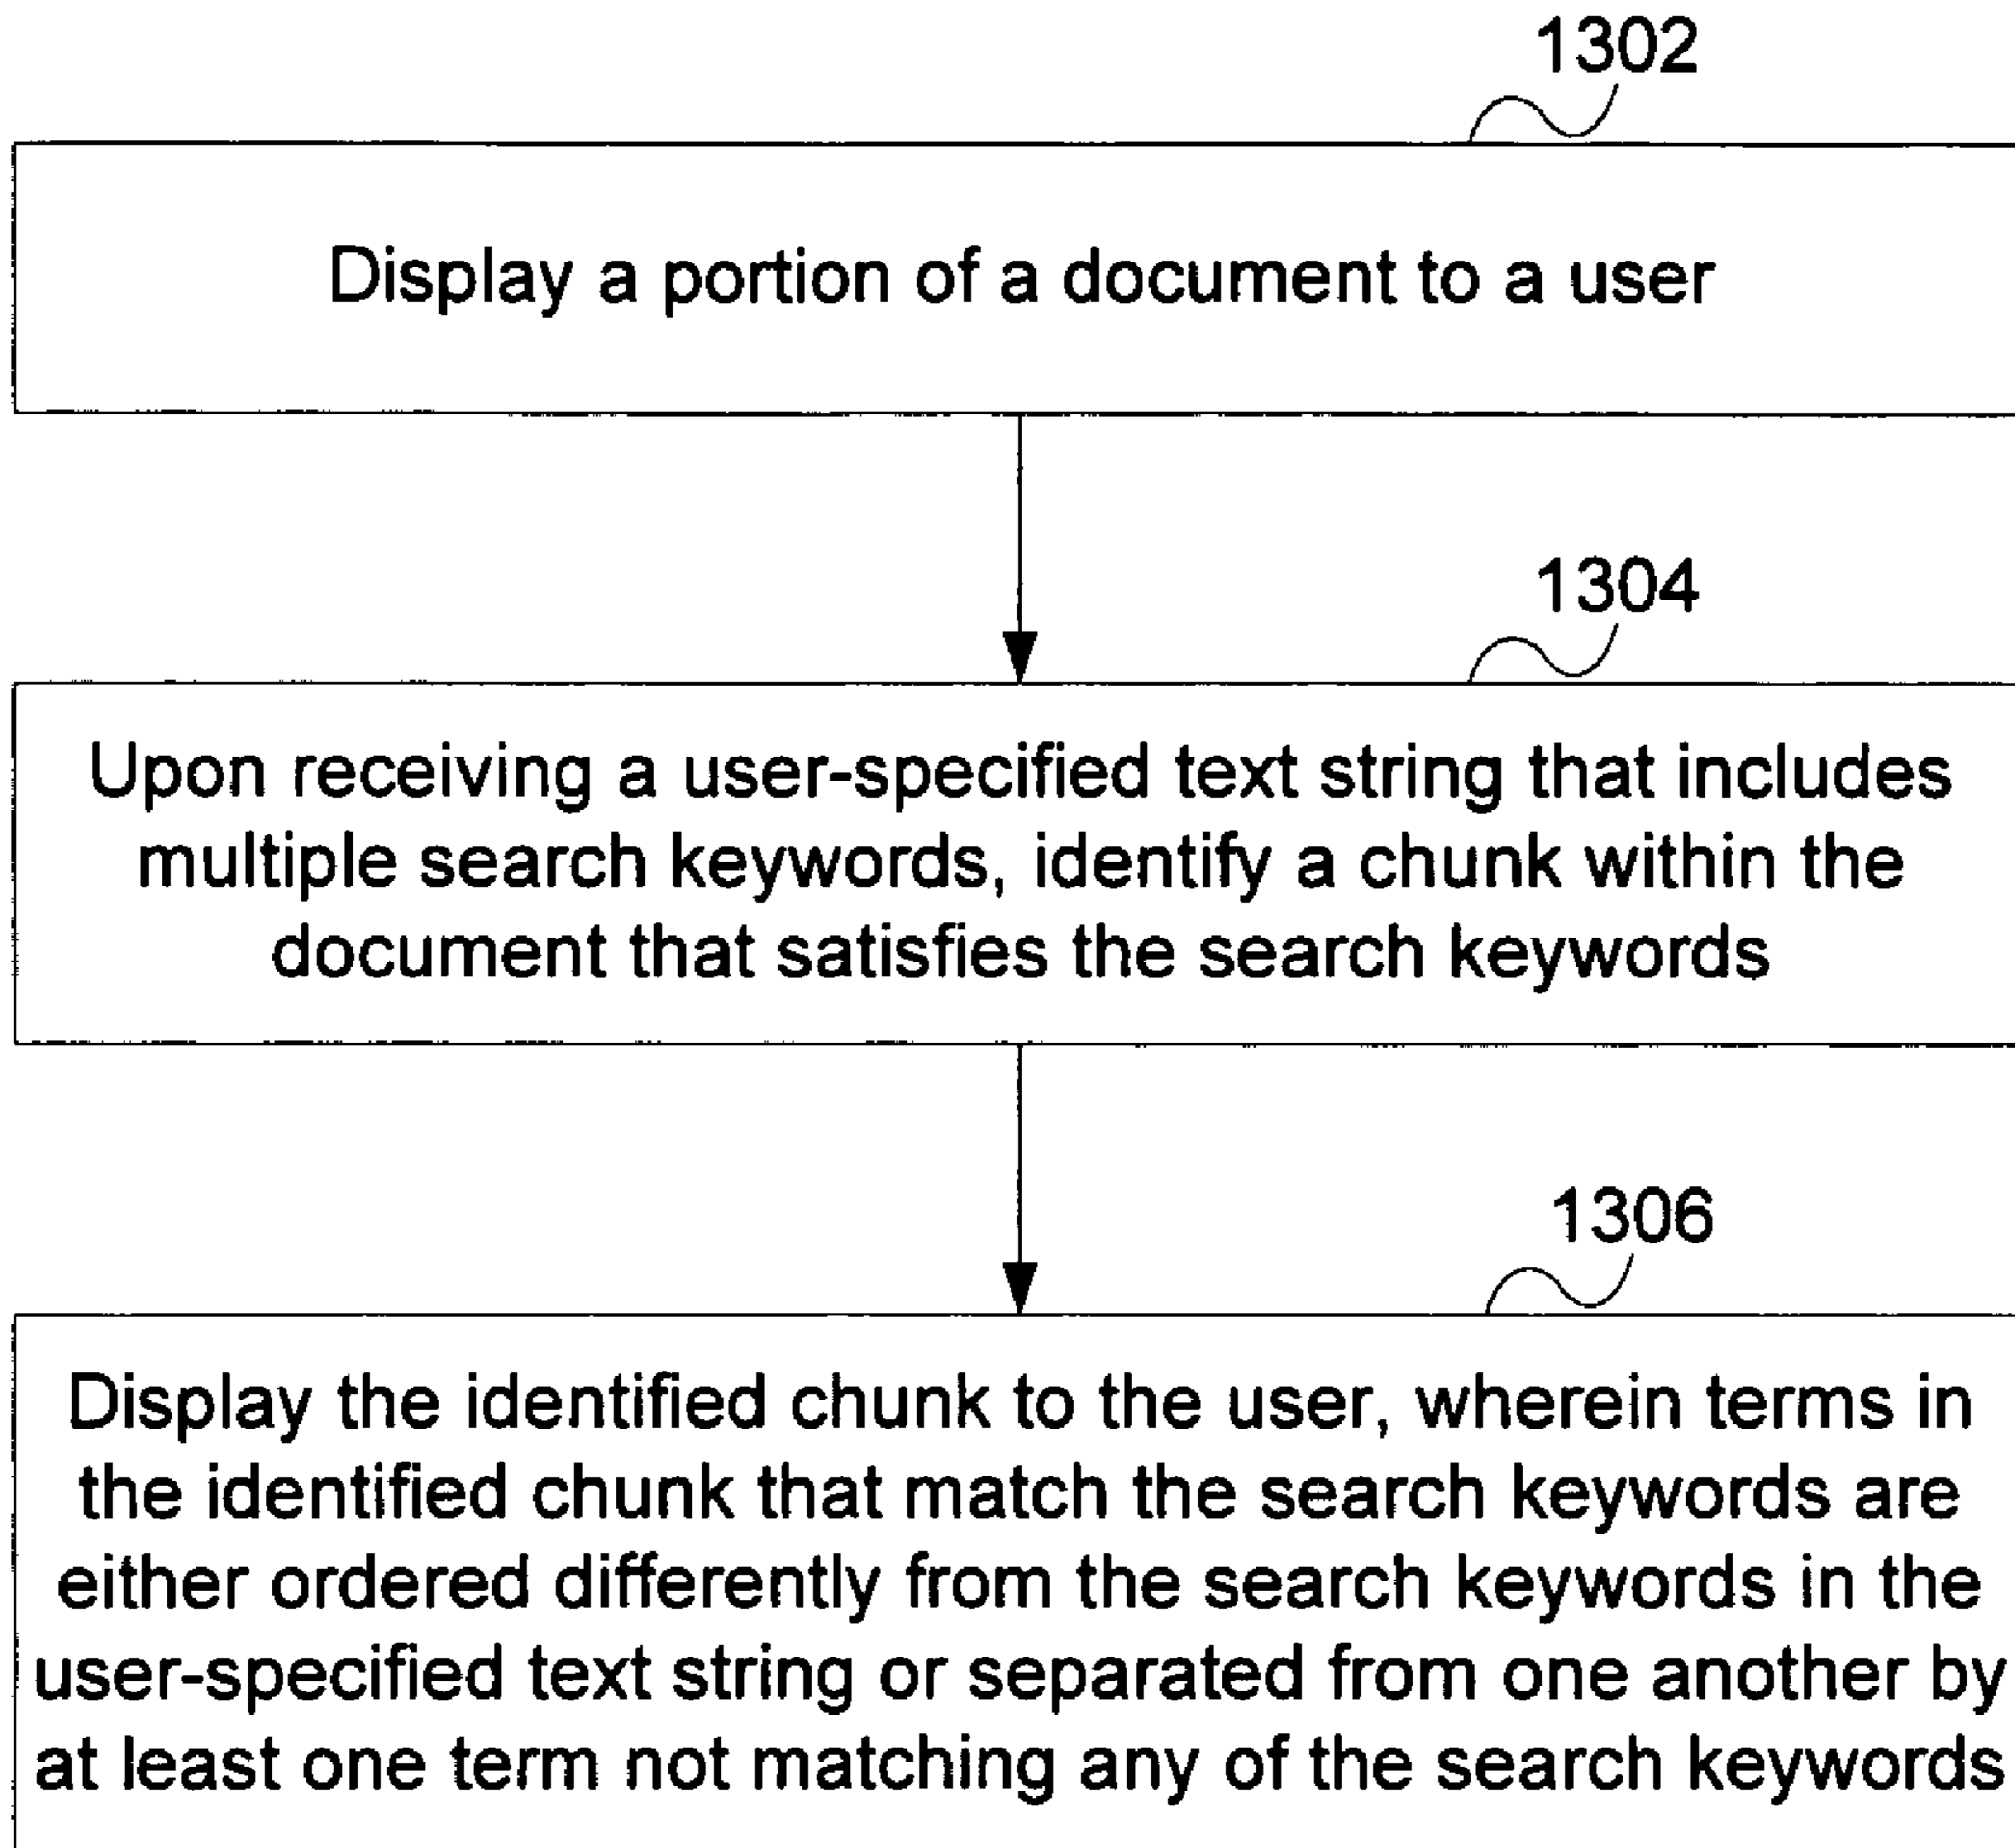 1302
Display a portion of a document to a user
1304
Upon receiving a user-specified text string that includes
multiple search keywords, identify a chunk within the
document that satisfies the search keywords
1306
Display the identified chunk to the user, wherein terms in
the identified chunk that match the search keywords are
either ordered differently from the search keywords in the
user-specified text string or separated from one another by
at least one term not matching any of the search keywords